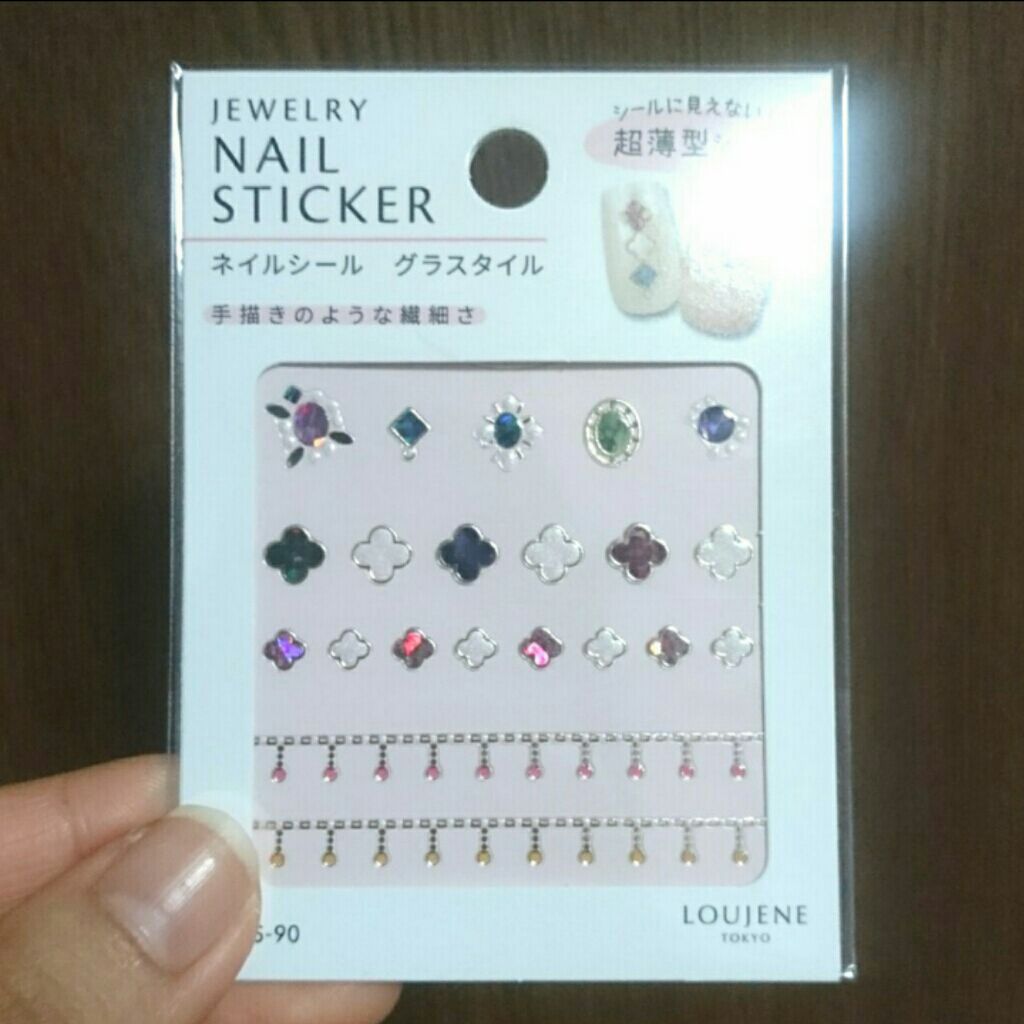 JEWELRY
NAIL
STICKER
ネイルシール グラスタイル
手描きのような繊細さ
シールに見えない
超薄型
S-90
LOUJENE
TOKYO